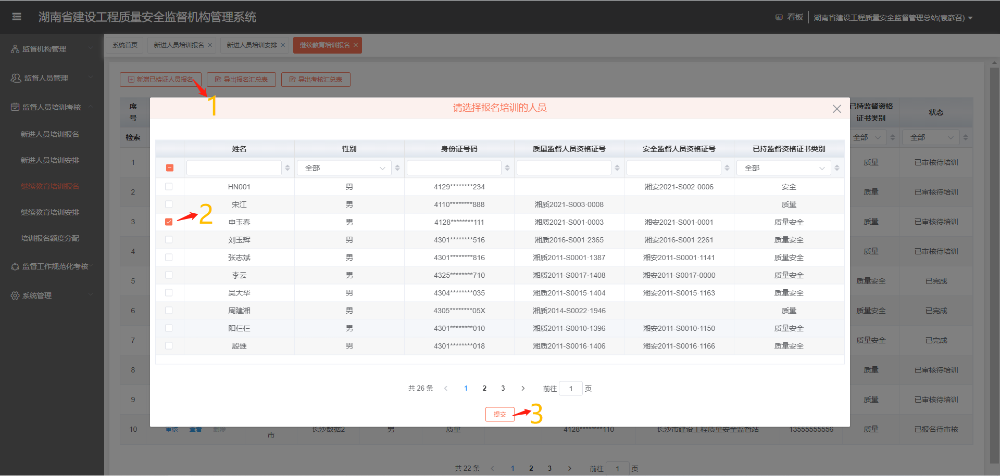 湖南省建设工程质量安全监督机构管理系统
看板 湖南省建设工程质量安全监督管理总站(袁彦召)
监督机构管理
监督人员管理
监督人员培训考核
新进人员培训报名
新进人员培训安排
继续教育培训报名
继续教育培训安排
培训报名额度分配
监督工作规范化考核
系统管理
系统首页 新进人员培训报名 新进人员培训安排 继续教育培训报名
新增已持证人员报名 导出报名汇总表 导出考核汇总表
1
请选择报名培训的人员
姓名 性别 身份证号码 质量监督人员资格证号 安全监督人员资格证号 已持监督资格证书类别
全部 全部
HN001 男 4129********234 湘安2021-S002·0006 安全
宋江 男 4110********888 湘质2021-S003·0008 质量
申玉春 男 4128********111 湘质2021-S001·0003 湘安2021-S001·0001 质量安全
刘玉辉 男 4301********516 湘质2016-S001·2365 湘安2016-S001·2261 质量安全
张志斌 男 4301********816 湘质2011-S0001·1387 湘安2011-S0001·1141 质量安全
李云 男 4325********710 湘质2011-S0017·1408 湘安2011-S0017·0000 质量安全
吴大华 男 4304********035 湘质2011-S0015·1404 湘安2011-S0015·1163 质量安全
周建湘 男 4305********05X 湘质2014-S0022·1946 质量
阳仨仨 男 4301********010 湘质2011-S0010·1396 湘安2011-S0010·1150 质量安全
殷雄 男 4301********018 湘质2011-S0016·1406 湘安2011-S0016·1166 质量安全
2
共 26 条 1 2 3 前往 1 页
提交
3
序号 已持监督资格证书类别 状态
检索 全部 全部
1 质量 已审核待培训
2 质量 已审核待培训
3 质量 已审核待培训
4 质量 已审核待培训
5 质量安全 已完成
6 质量安全 已完成
7 质量安全 已完成
8 质量 已审核待培训
9 质量 已审核待培训
10 审核 查看 删除 市 长沙数据2 男 质量 4128********110 长沙市建设工程质量安全监督站 13555555556 质量 已报名待审核
共 22 条 1 2 3 前往 1 页